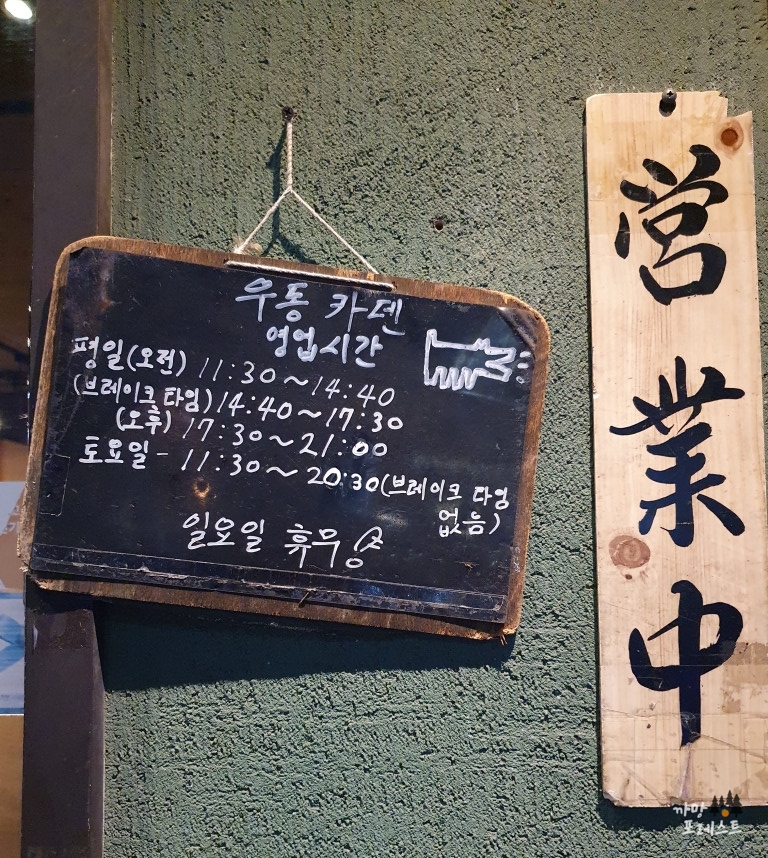 우동 카덴
영업시간
평일(오전) 11:30~14:40
(브레이크 타임) 14:40~17:30
(오후) 17:30~21:00
토요일 - 11:30~20:30(브레이크 타임
없음)
일요일 휴무
営業中
까망
포레스트